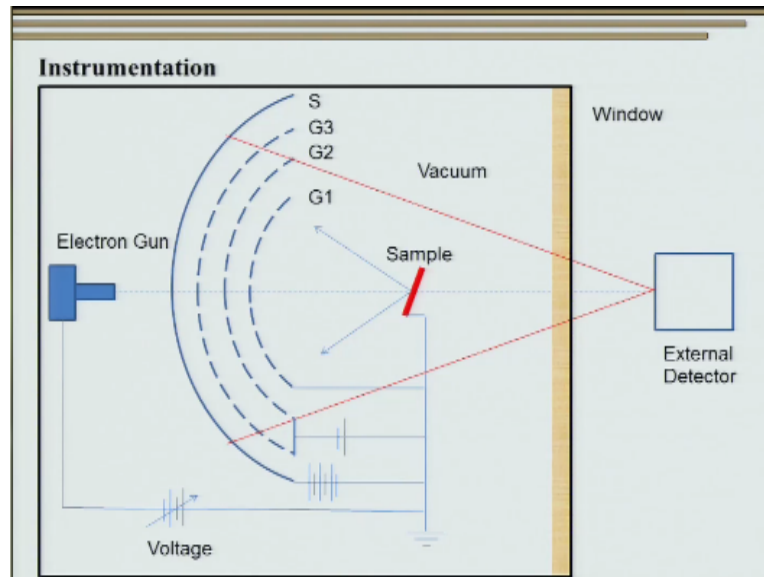 Instrumentation
S
G3
G2
G1
Window
Vacuum
Electron Gun
Sample
External
Detector
Voltage